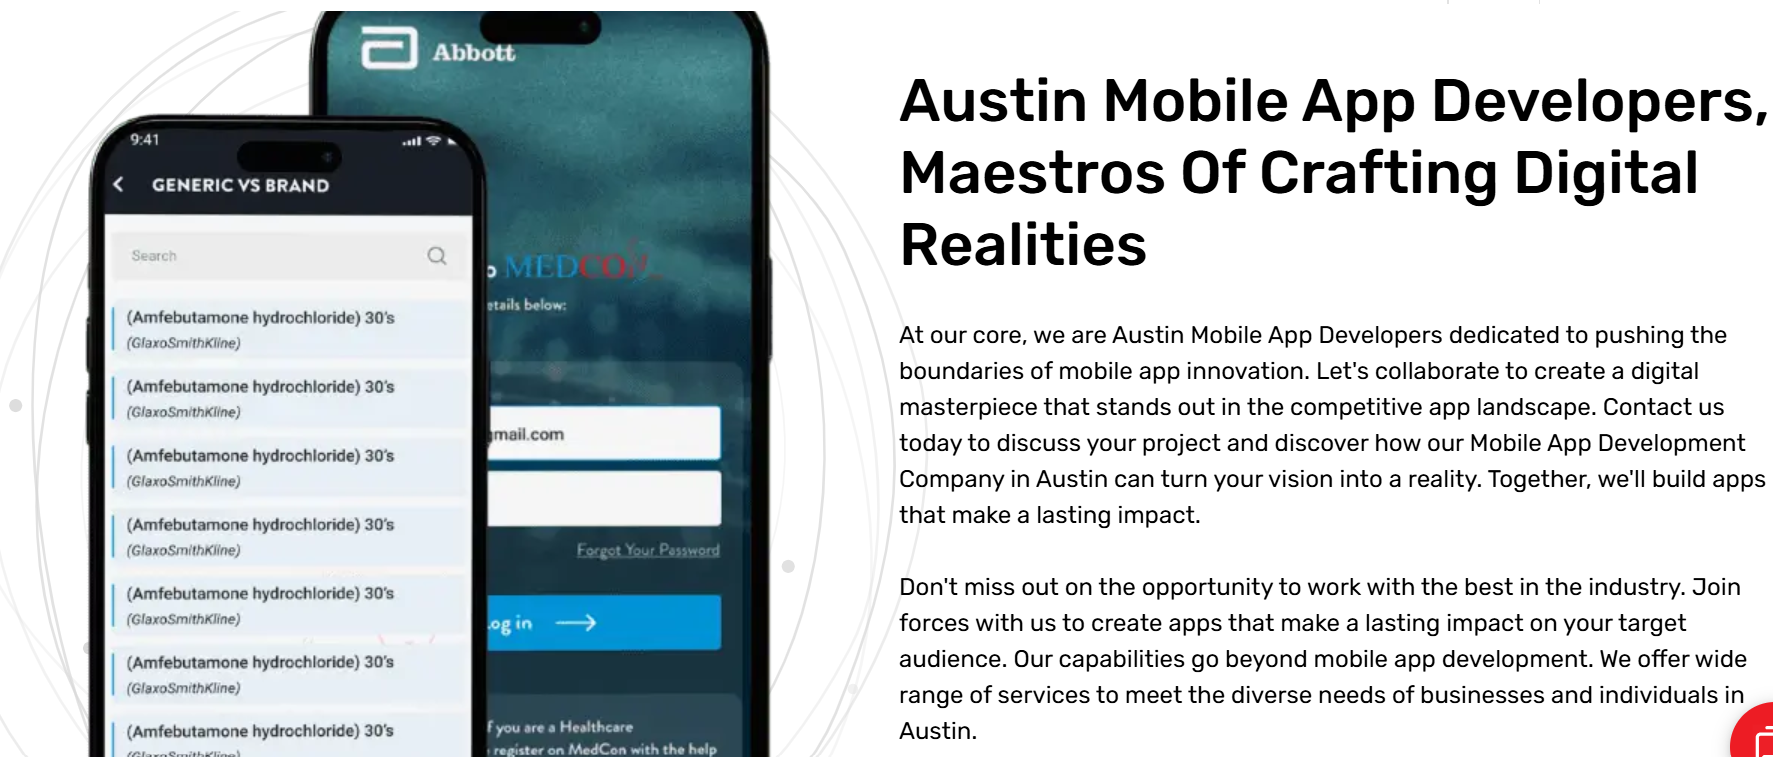 Abbott
9:41
GENERIC VS BRAND
Search
(Amfebutamone hydrochloride) 30's
(GlaxoSmithKline)
(Amfebutamone hydrochloride) 30's
(GlaxoSmithKline)
(Amfebutamone hydrochloride) 30's
(GlaxoSmithKline)
(Amfebutamone hydrochloride) 30's
(GlaxoSmithKline)
(Amfebutamone hydrochloride) 30's
(GlaxoSmithKline)
(Amfebutamone hydrochloride) 30's
(GlaxoSmithKline)
(Amfebutamone hydrochloride) 30's
MEDCON
below:
gmail.com
Forgot Your Password
in
you are a Healthcare
register on MedCon with the help
Austin Mobile App Developers,
Maestros Of Crafting Digital
Realities
At our core, we are Austin Mobile App Developers dedicated to pushing the
boundaries of mobile app innovation. Let's collaborate to create a digital
masterpiece that stands out in the competitive app landscape. Contact us
today to discuss your project and discover how our Mobile App Development
Company in Austin can turn your vision into a reality. Together, we'll build apps
that make a lasting impact.
Don't miss out on the opportunity to work with the best in the industry. Join
forces with us to create apps that make a lasting impact on your target
audience. Our capabilities go beyond mobile app development. We offer wide
range of services to meet the diverse needs of businesses and individuals in
Austin.